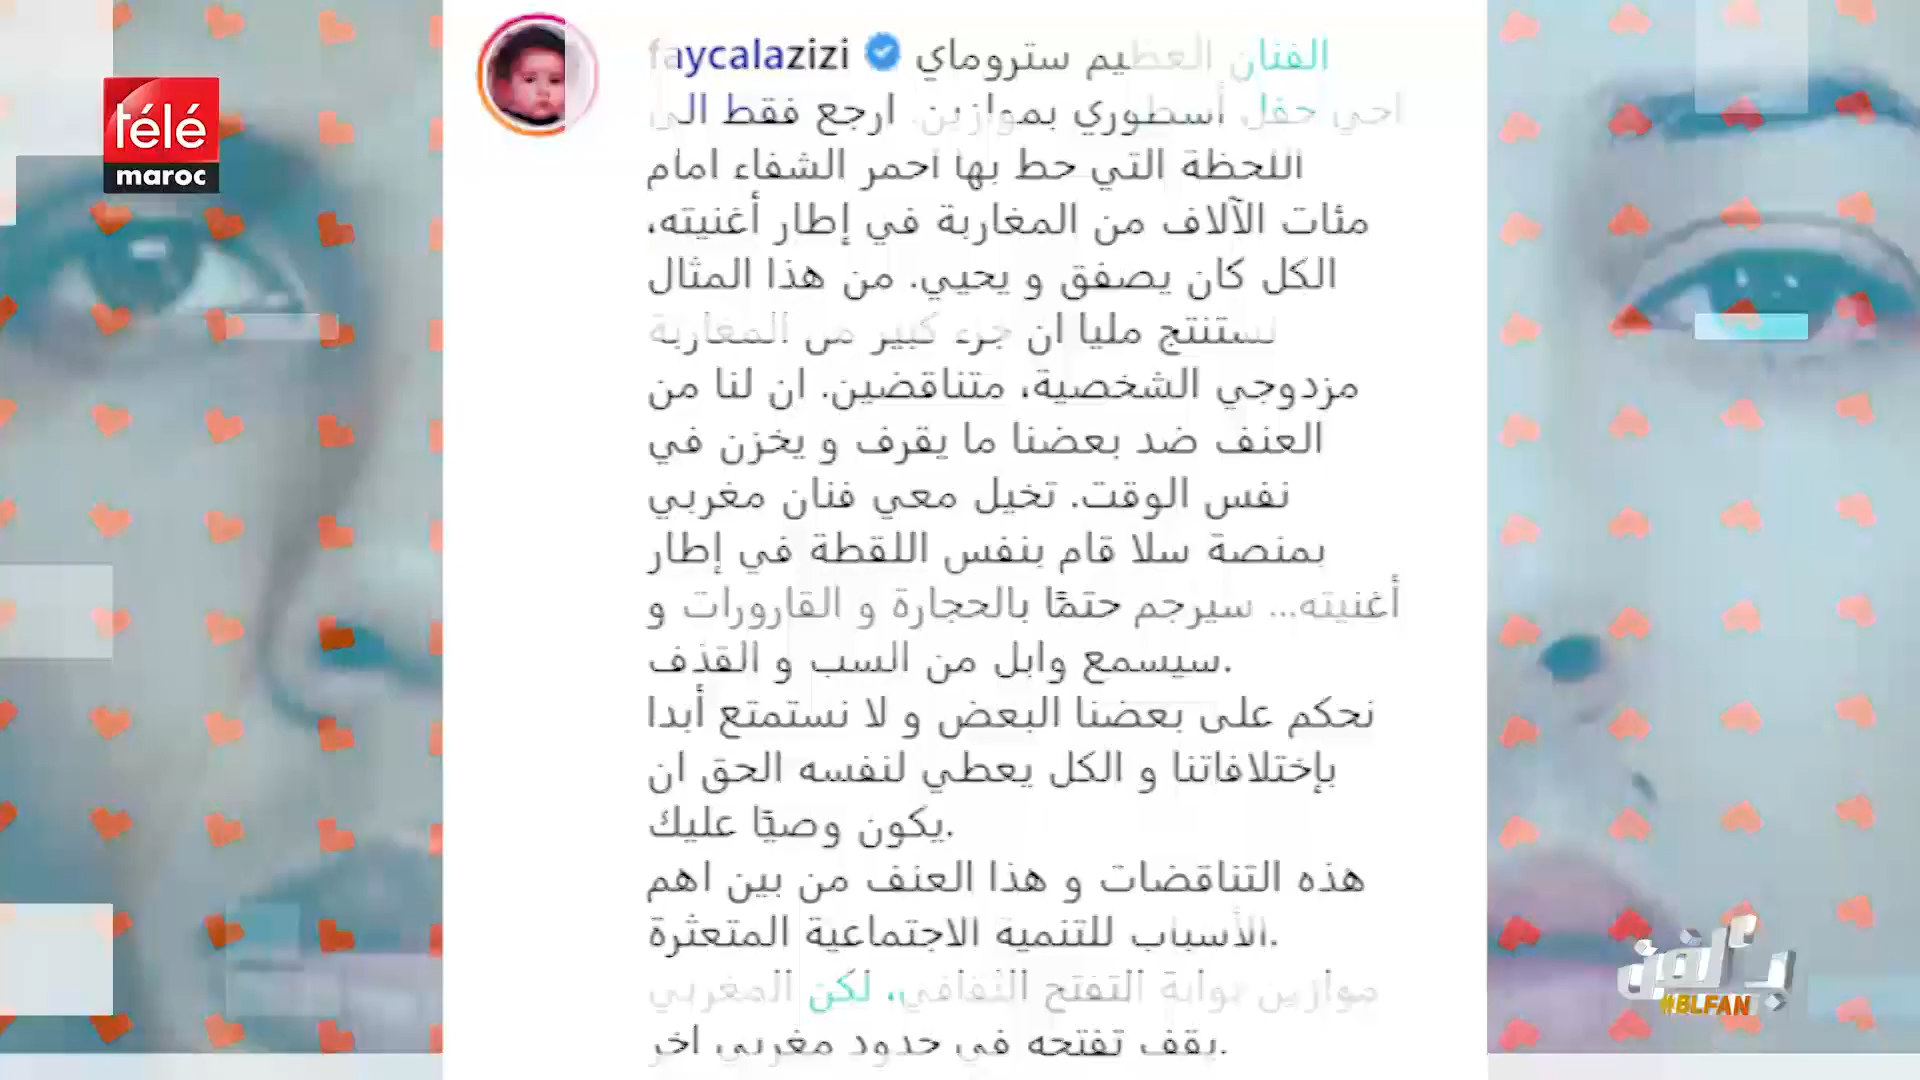 télé
maroc
faycalazizi الفنان العظيم ستروماي
احي حفل أسطوري بموازين. ارجع فقط الى
اللحظة التي حط بها احمر الشفاء امام
مئات الآلاف من المغاربة في إطار أغنيته،
الكل كان يصفق و يحيي. من هذا المثال
نستنتج مليا ان جزء كبير من المغاربة
مزدوجي الشخصية، متناقضين. ان لنا من
العنف ضد بعضنا ما يقرف و يخزن في
نفس الوقت. تخيل معي فنان مغربي
بمنصة سلا قام بنفس اللقطة في إطار
أغنيته... سيرجم حتمًا بالحجارة و القارورات و
سيسمع وابل من السب و القذف.
نحكم على بعضنا البعض و لا نستمتع أبدا
بإختلافاتنا و الكل يعطي لنفسه الحق ان
يكون وصيًا عليك.
هذه التناقضات و هذا العنف من بين اهم
الأسباب للتنمية الاجتماعية المتعثرة.
موازين بوابة التفتح الثقافي، لكن المغربي
يقف تفتحه في حدود مغربي اخر.
بالفن
#BLFAN